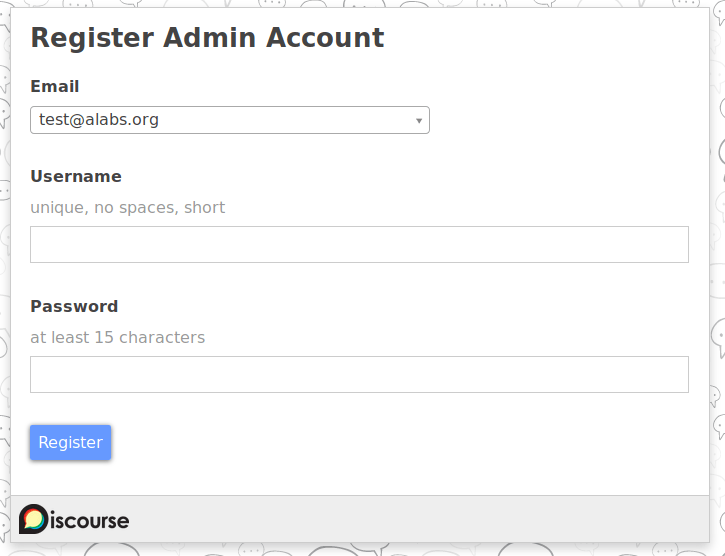 Register Admin Account
Email
test@alabs.org
Username
unique, no spaces, short
Password
at least 15 characters
Register
Discourse